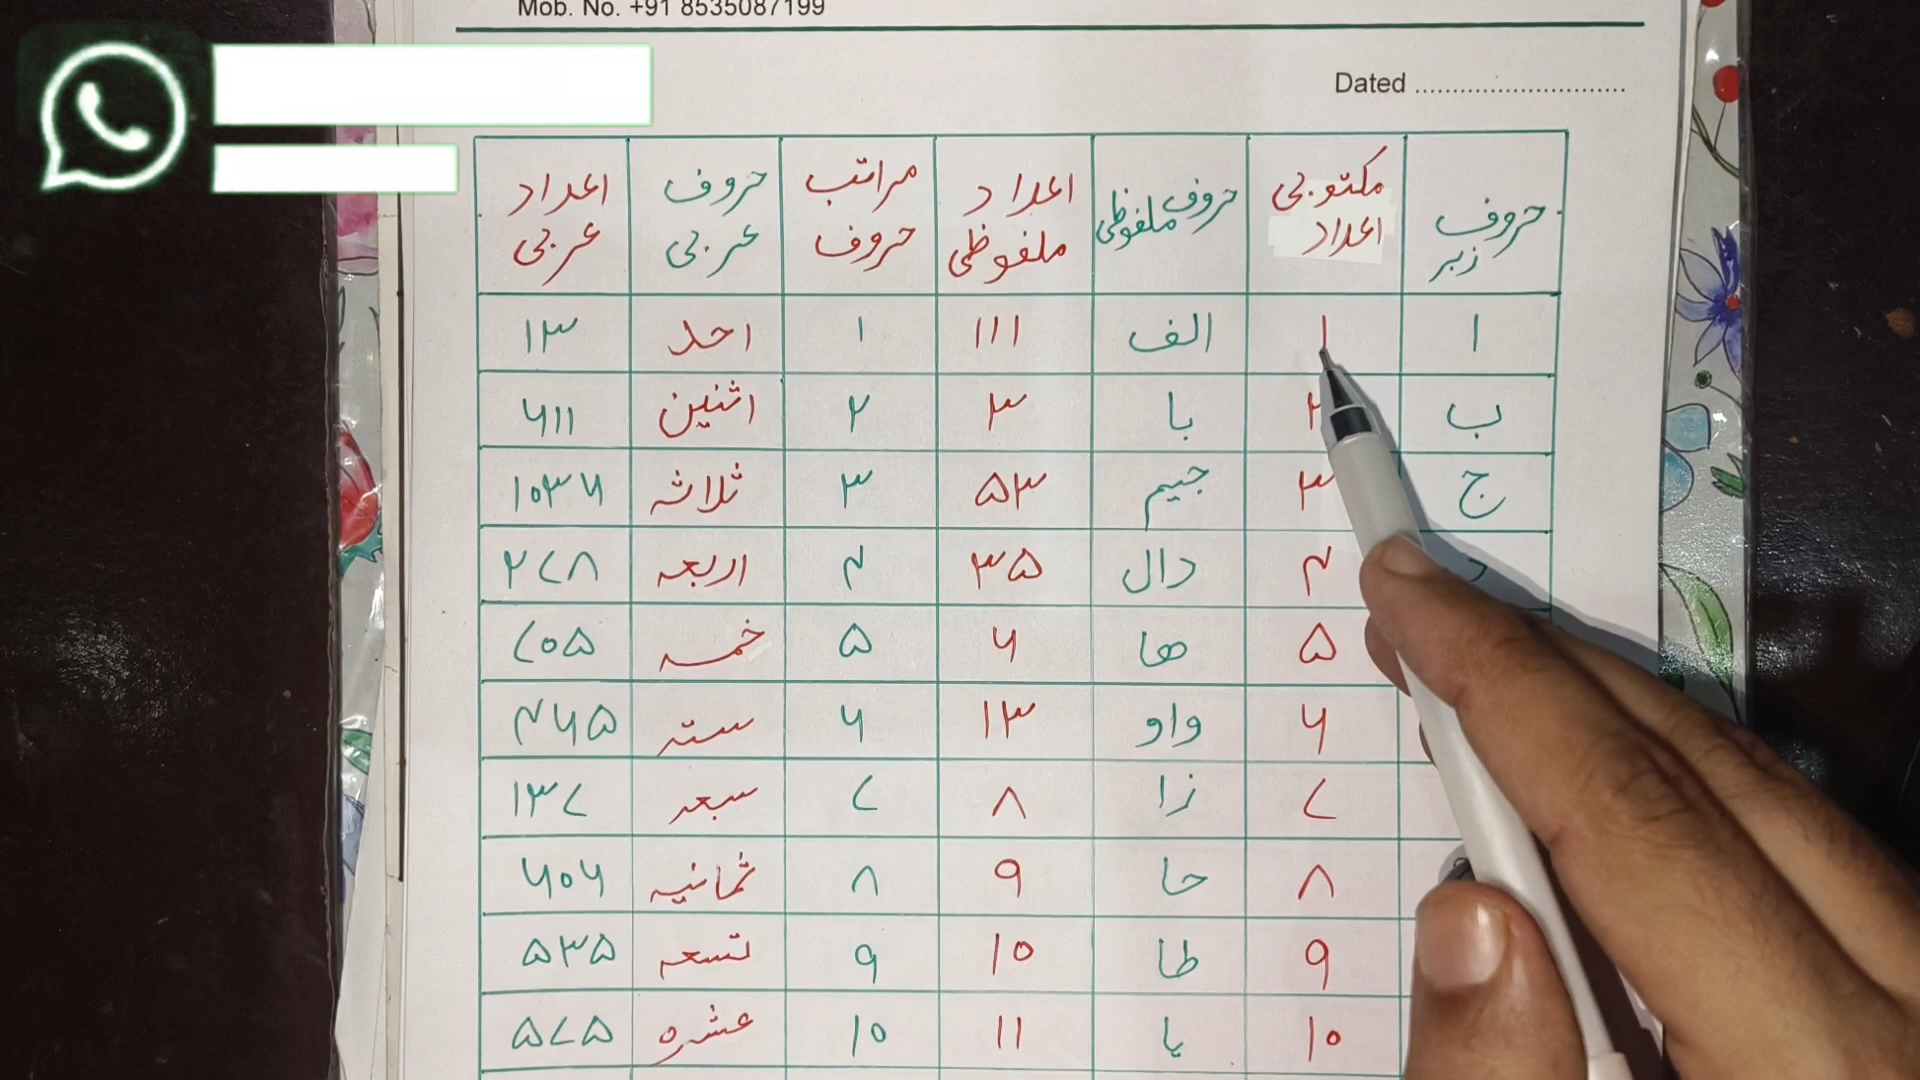 Mob. No. +91 8535087199
Dated ............................
حروف زبر	مکتوبی اعداد	حروف ملفوظی	اعداد ملفوظی	مراتب حروف	حروف عربی	اعداد عربی
ا	۱	الف	۱۱۱	۱	احد	۱۳
ب	۲	با	۳	۲	اثنین	۶۱۱
ج	۳	جیم	۵۳	۳	ثلاثہ	۱۰۳۶
د	۴	دال	۳۵	۴	اربعہ	۲۷۸
۵	ھا	۶	۵	خمسہ	۷۰۵
۶	واو	۱۳	۶	ستہ	۴۶۵
۷	زا	۸	۷	سبعہ	۱۳۷
۸	حا	۹	۸	ثمانیہ	۶۰۶
۹	طا	۱۰	۹	تسعہ	۵۳۵
۱۰	یا	۱۱	۱۰	عشرہ	۵۷۵